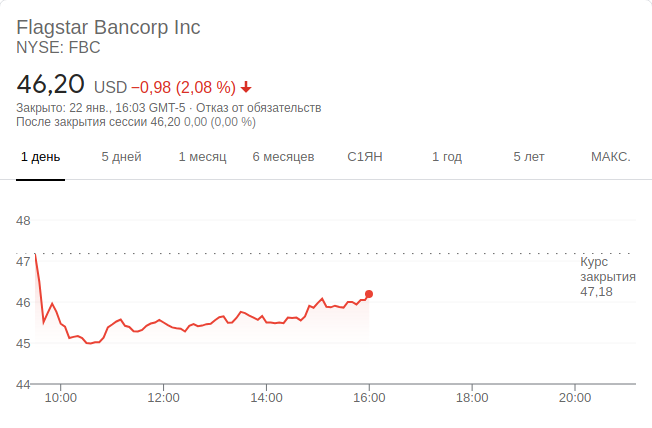 Flagstar Bancorp Inc
NYSE: FBC
46,20 USD −0,98 (2,08 %)
Закрыто: 22 янв., 16:03 GMT-5 · Отказ от обязательств
После закрытия сессии 46,20 0,00 (0,00 %)
1 день 5 дней 1 месяц 6 месяцев С1ЯН 1 год 5 лет МАКС.
48
47
46
45
44
Курс
закрытия
47,18
10:00 12:00 14:00 16:00 18:00 20:00